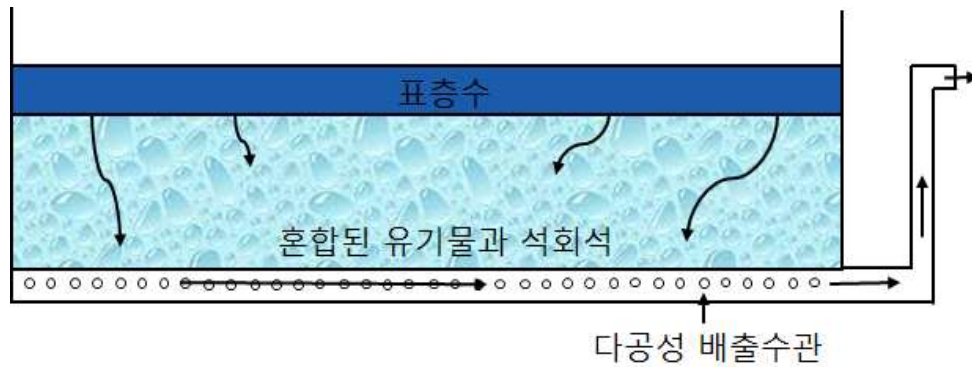 표층수
혼합된 유기물과 석회석
다공성 배출수관